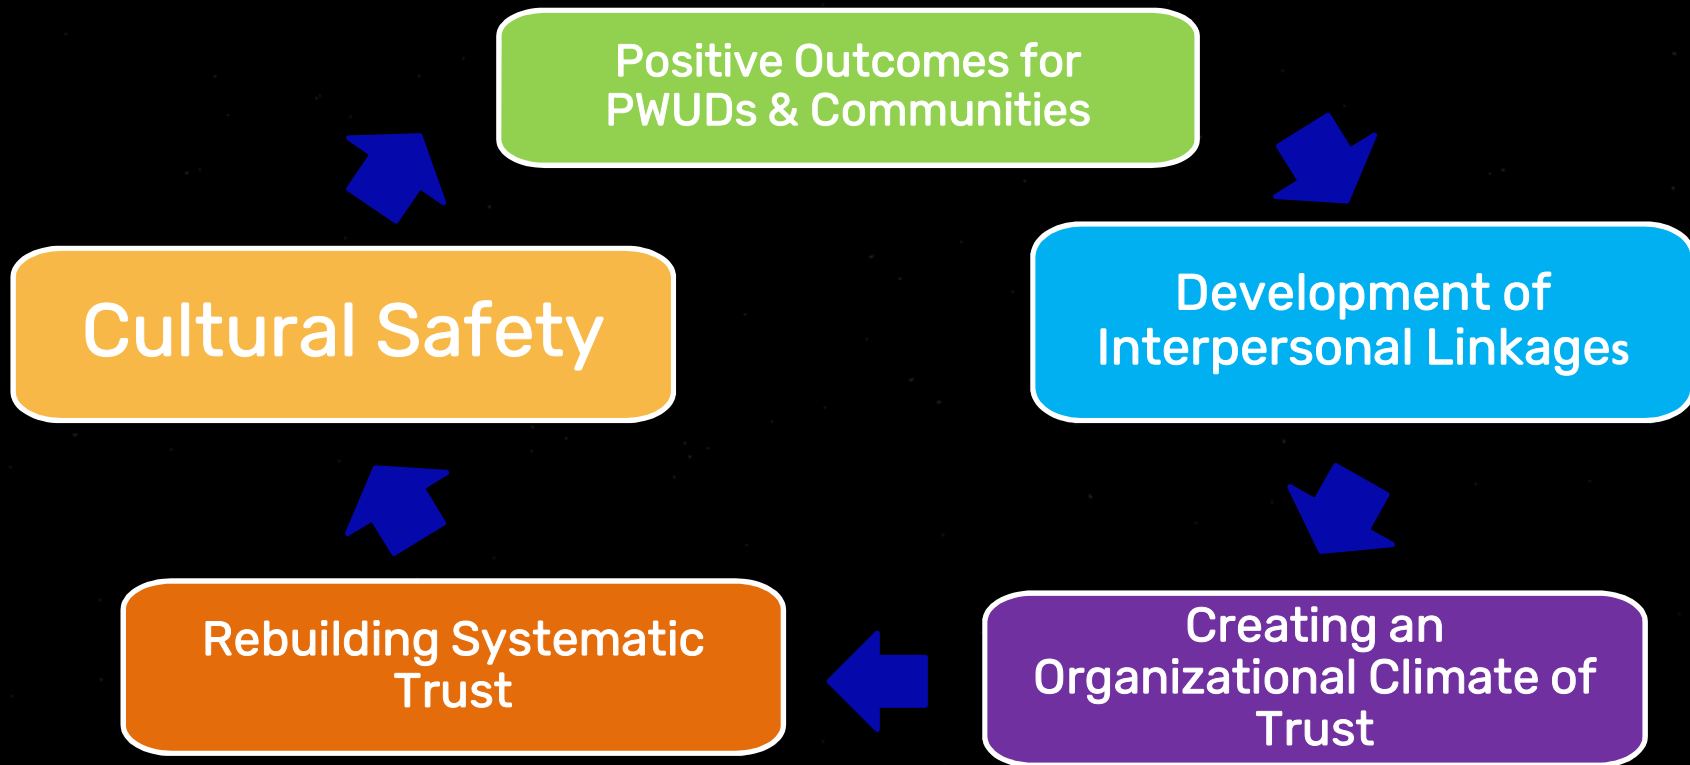 Positive Outcomes for
PWUDs & Communities
Development of
Interpersonal Linkages
Creating an
Organizational Climate of
Trust
Rebuilding Systematic
Trust
Cultural Safety